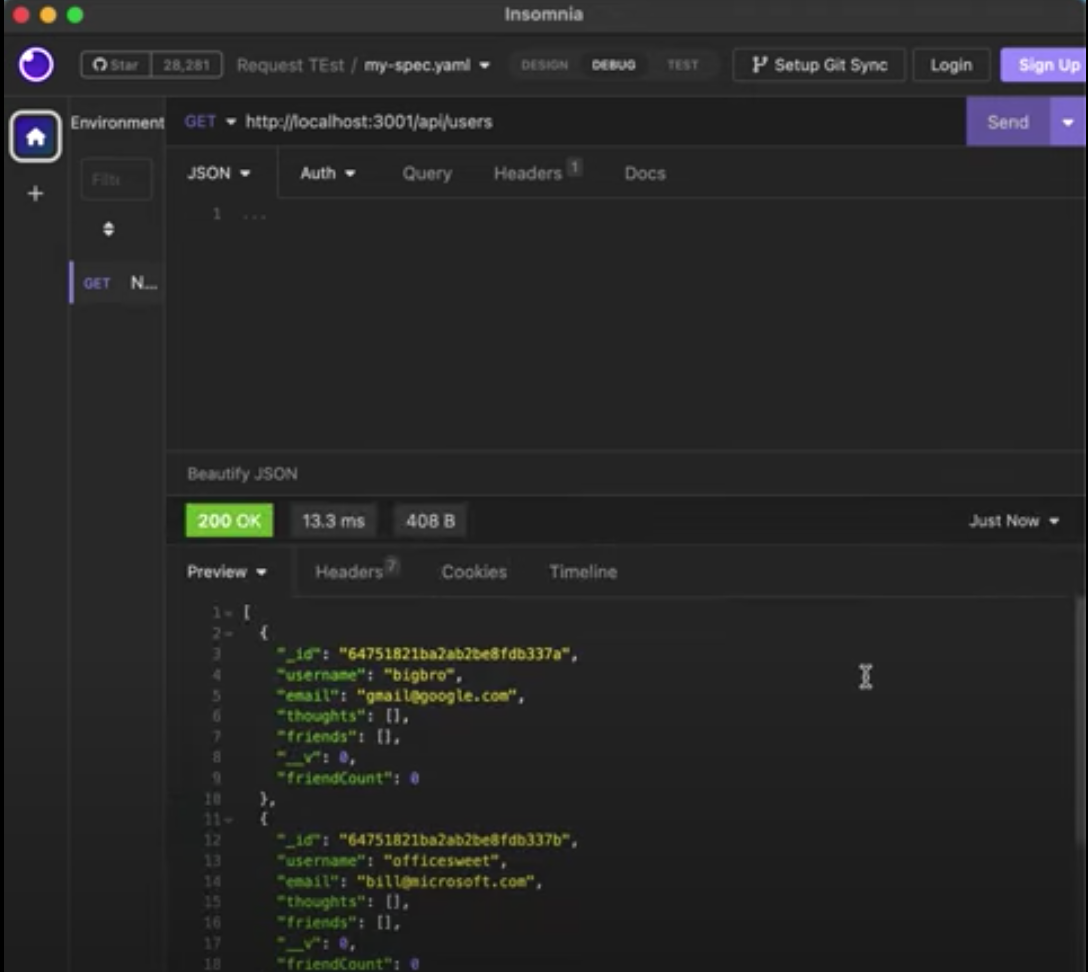 Insomnia
Star 28,281 Request TEst / my-spec.yaml DESIGN DEBUG TEST Setup Git Sync Login Sign Up
Environment GET http://localhost:3001/api/users Send
Filte JSON Auth Query Headers 1 Docs
1 ...
GET N...
Beautify JSON
200 OK 13.3 ms 408 B Just Now
Preview Headers 7 Cookies Timeline
1 [
2 {
3 "_id": "64751821ba2ab2be8fdb337a",
4 "username": "bigbro",
5 "email": "gmail@google.com",
6 "thoughts": [],
7 "friends": [],
8 "__v": 0,
9 "friendCount": 0
10 },
11 {
12 "_id": "64751821ba2ab2be8fdb337b",
13 "username": "officesweet",
14 "email": "bill@microsoft.com",
15 "thoughts": [],
16 "friends": [],
17 "__v": 0,
18 "friendCount": 0